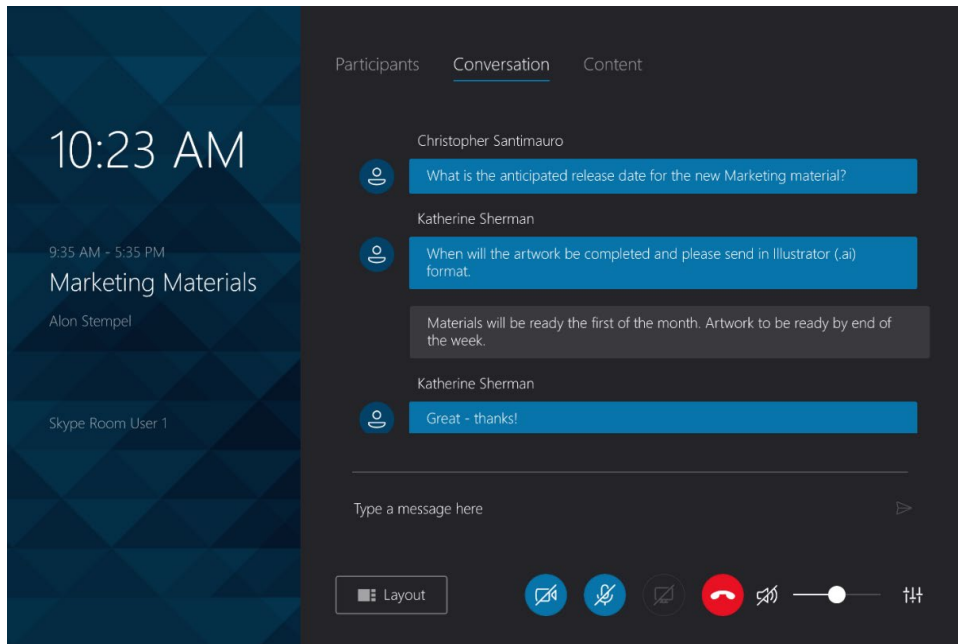 10:23 AM
9:35 AM - 5:35 PM
Marketing Materials
Alon Stempel
Skype Room User 1
Participants Conversation Content
Christopher Santimauro
What is the anticipated release date for the new Marketing material?
Katherine Sherman
When will the artwork be completed and please send in Illustrator (.ai)
format.
Materials will be ready the first of the month. Artwork to be ready by end of
the week.
Katherine Sherman
Great - thanks!
Type a message here
Layout